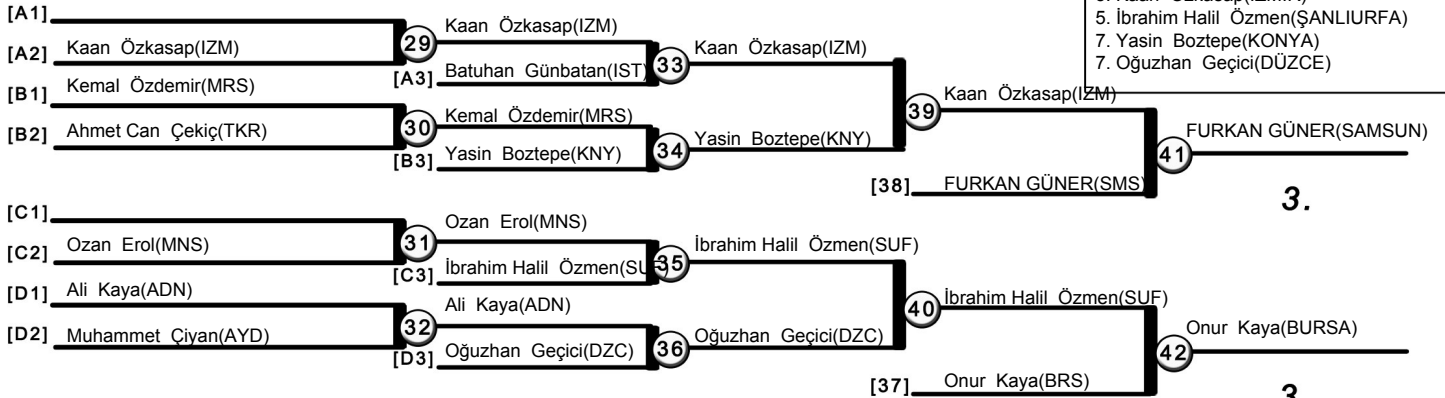 5. İbrahim Halil Özmen(ŞANLIURFA)
7. Yasin Boztepe(KONYA)
7. Oğuzhan Geçici(DÜZCE)
[A1]
[A2] Kaan Özkasap(IZM)
29 Kaan Özkasap(IZM)
[A3] Batuhan Günbatan(IST)
33 Kaan Özkasap(IZM)
[B1] Kemal Özdemir(MRS)
[B2] Ahmet Can Çekiç(TKR)
30 Kemal Özdemir(MRS)
[B3] Yasin Boztepe(KNY)
34 Yasin Boztepe(KNY)
39 Kaan Özkasap(IZM)
[38] FURKAN GÜNER(SMS)
41 FURKAN GÜNER(SAMSUN)
3.
[C1]
[C2] Ozan Erol(MNS)
31 Ozan Erol(MNS)
[C3] İbrahim Halil Özmen(SUF)
35 İbrahim Halil Özmen(SUF)
[D1] Ali Kaya(ADN)
[D2] Muhammet Çiyan(AYD)
32 Ali Kaya(ADN)
[D3] Oğuzhan Geçici(DZC)
36 Oğuzhan Geçici(DZC)
40 İbrahim Halil Özmen(SUF)
[37] Onur Kaya(BRS)
42 Onur Kaya(BURSA)